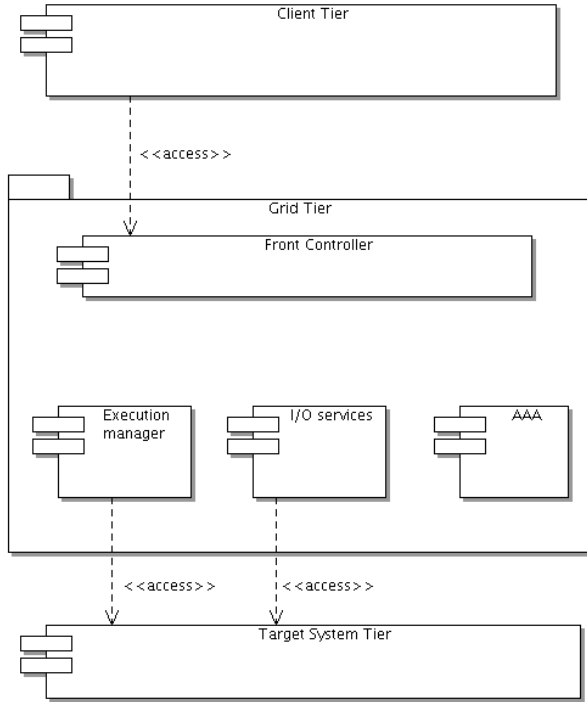 Client Tier
<<access>>
Grid Tier
Front Controller
Execution
manager
I/O services
AAA
<<access>>
<<access>>
Target System Tier